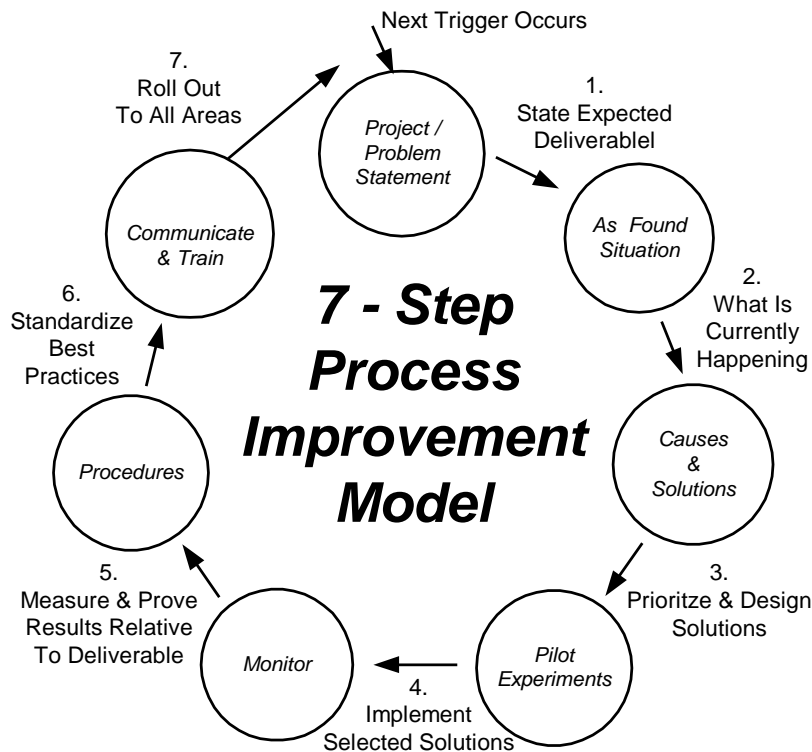 Next Trigger Occurs
Project /
Problem
Statement
1.
State Expected
Deliverablel
As Found
Situation
2.
What Is
Currently
Happening
Causes
&
Solutions
3.
Prioritze & Design
Solutions
Pilot
Experiments
4.
Implement
Selected Solutions
Monitor
5.
Measure & Prove
Results Relative
To Deliverable
Procedures
6.
Standardize
Best
Practices
Communicate
& Train
7.
Roll Out
To All Areas
7 - Step
Process
Improvement
Model